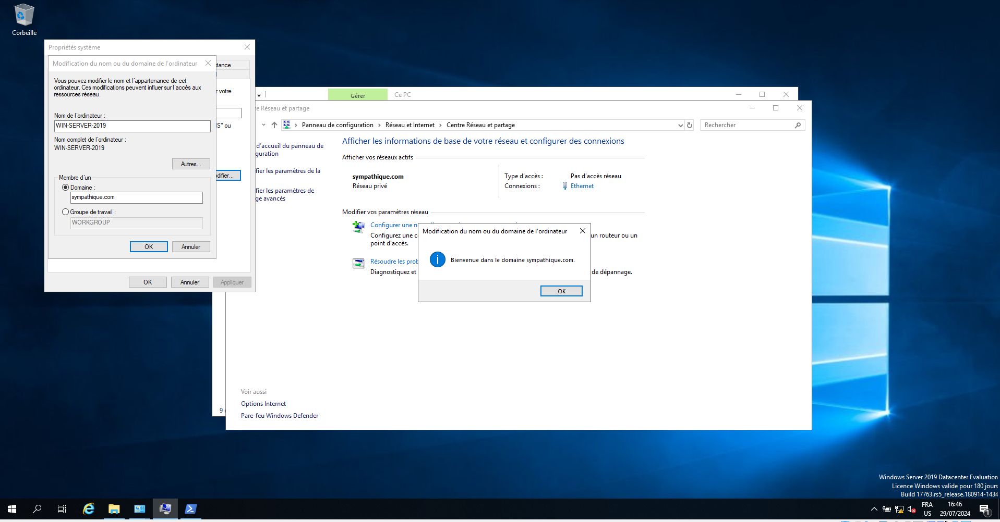 Corbeille
Propriétés système
Modification du nom ou du domaine de l'ordinateur
Vous pouvez modifier le nom et l'appartenance de cet
ordinateur. Ces modifications peuvent influer sur l'accès aux
ressources réseau.
Nom de l'ordinateur :
WIN-SERVER-2019
Nom complet de l'ordinateur :
WIN-SERVER-2019
Autres...
Membre d'un
Domaine :
sympathique.com
Groupe de travail :
WORKGROUP
OK
Annuler
tance
r votre
S" ou
odifier...
OK
Annuler
Appliquer
Gérer
Ce PC
e Réseau et partage
Panneau de configuration > Réseau et Internet > Centre Réseau et partage
Rechercher
d'accueil du panneau de
guration
fier les paramètres de la
fier les paramètres de
ge avancés
Afficher les informations de base de votre réseau et configurer des connexions
Afficher vos réseaux actifs
sympathique.com
Réseau privé
Type d'accès :
Pas d'accès réseau
Connexions :
Ethernet
Modifier vos paramètres réseau
Configurer une n
Configurez une c
un routeur ou un
point d'accès.
Résoudre les prob
Diagnostiquez et
de dépannage.
Modification du nom ou du domaine de l'ordinateur
Bienvenue dans le domaine sympathique.com.
OK
Voir aussi
Options Internet
Pare-feu Windows Defender
9
Windows Server 2019 Datacenter Evaluation
Licence Windows valide pour 180 jours
Build 17763.rs5_release.180914-1434
FRA
US
16:46
29/07/2024
1